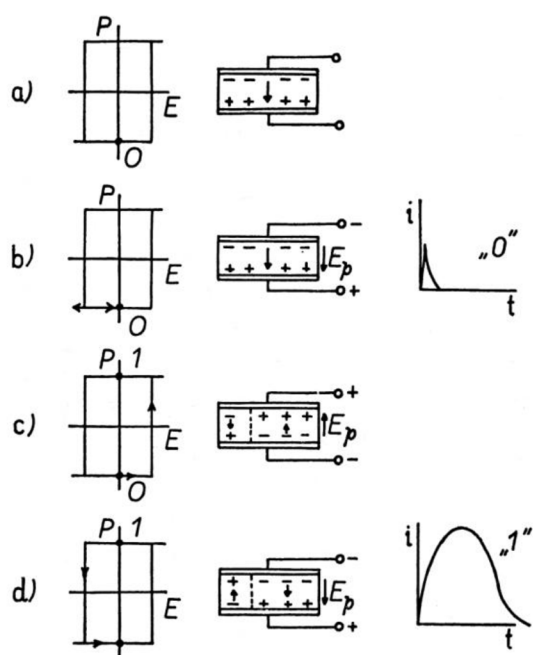 a) P E O
− − − −
+ + + +
b) P E O
− − − − −
+ + + + Eₚ +
i „0” t
c) P 1 E O
− + + + +
+ − − − Eₚ −
d) P 1 E
+ − − − −
− + + + Eₚ +
i „1” t